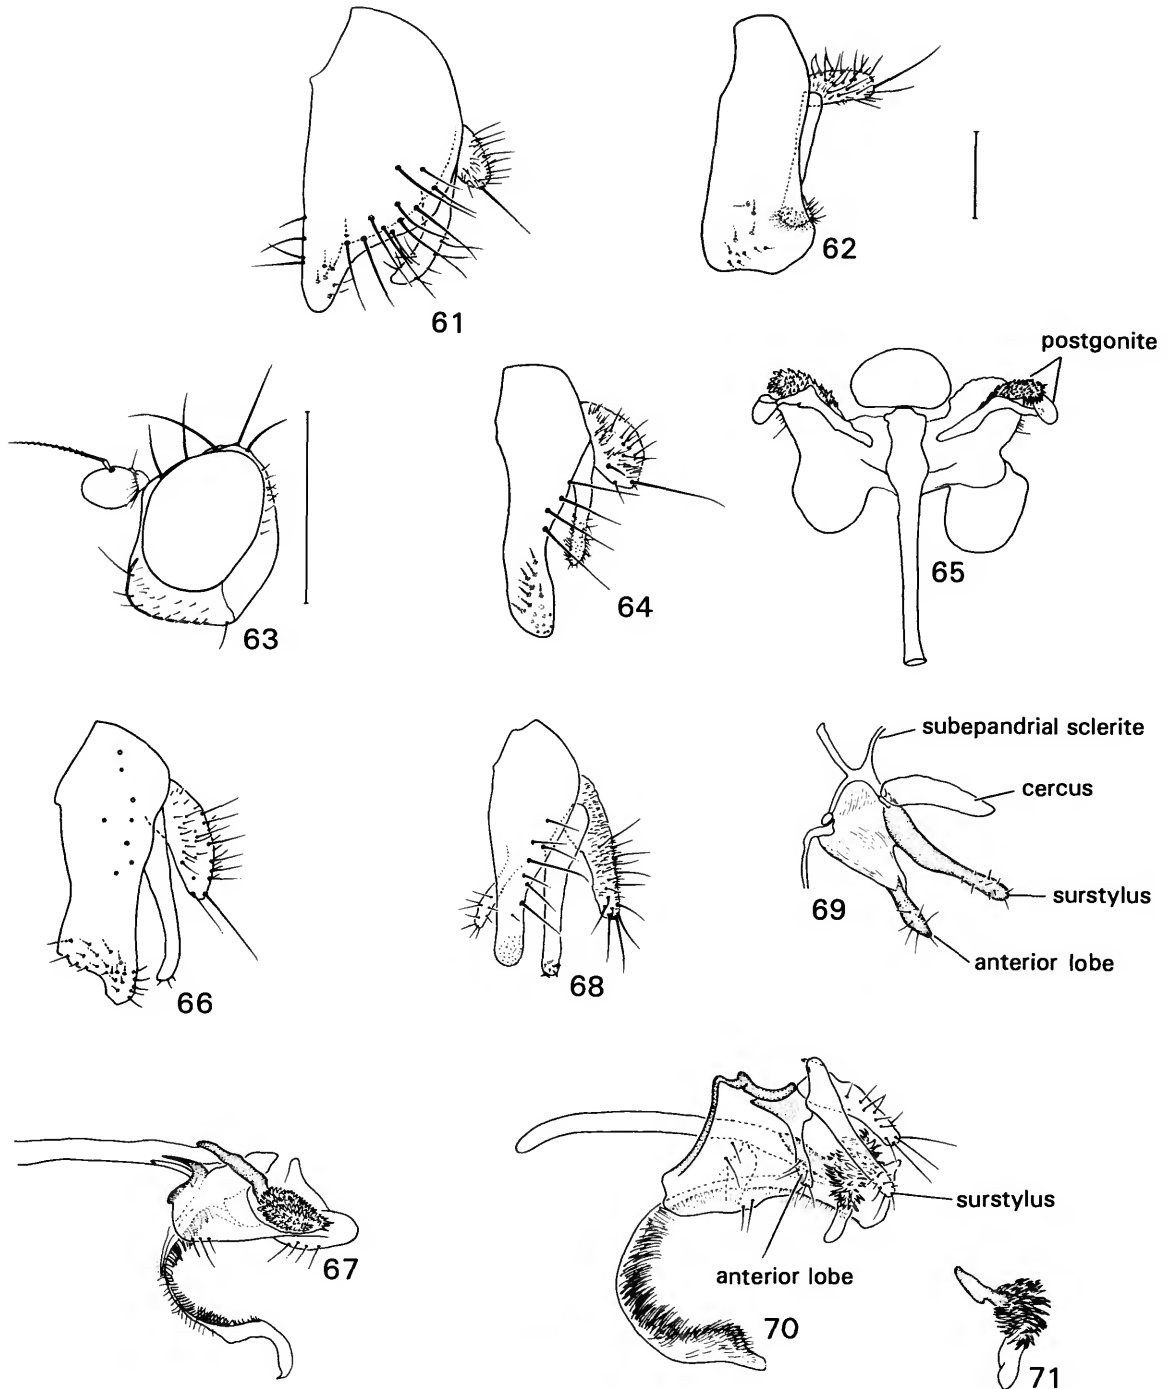 61
62
postgonite
63
64
65
subepandrial sclerite
cercus
surstylus
anterior lobe
66
68
69
67
surstylus
anterior lobe
70
71